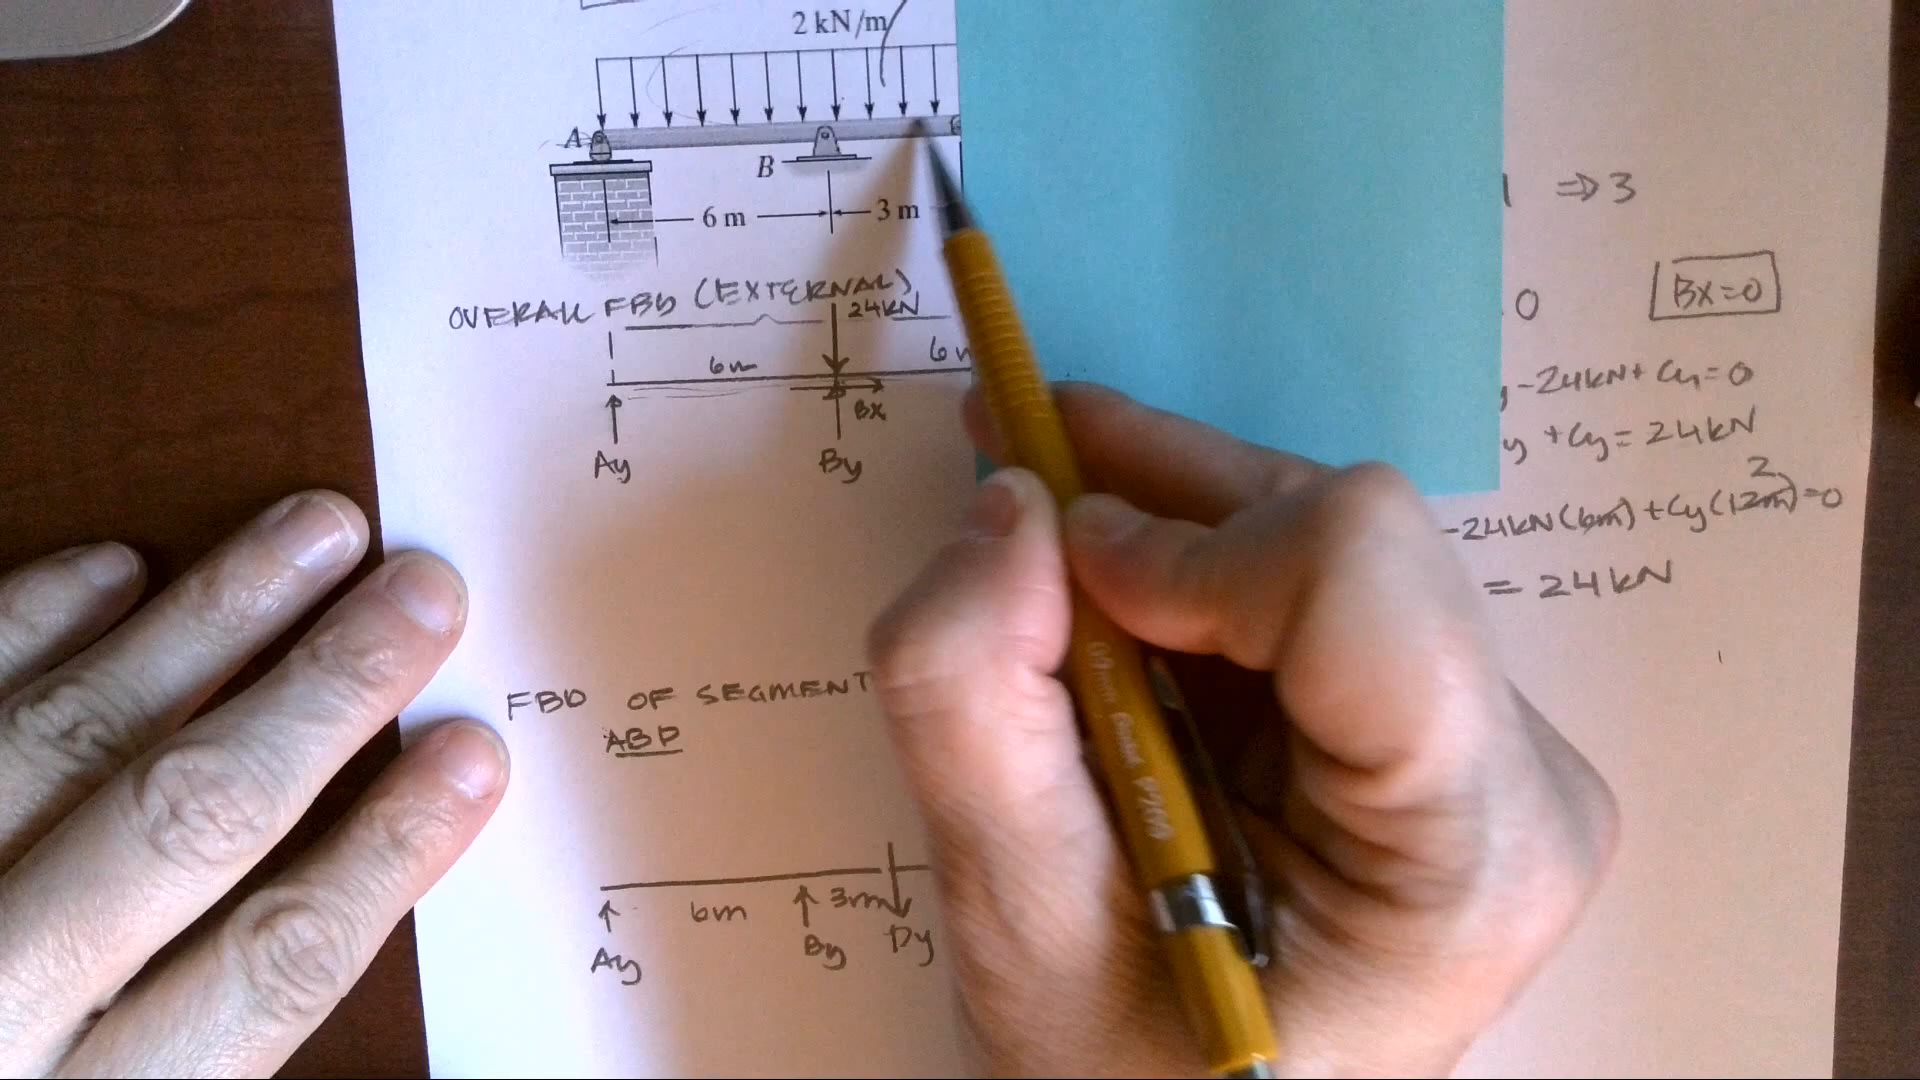 2 kN/m
A
B
6 m
3 m
⇒ 3
OVERALL FBD (EXTERNAL)
24KN
0
BX=0
6m
6
BX
-24KN + Cy = 0
Ay
By
y + Cy = 24KN
2
-24KN (6m) + Cy (12m) = 0
= 24KN
FBD OF SEGMENT
ABD
6m
3m
Ay
By
Dy